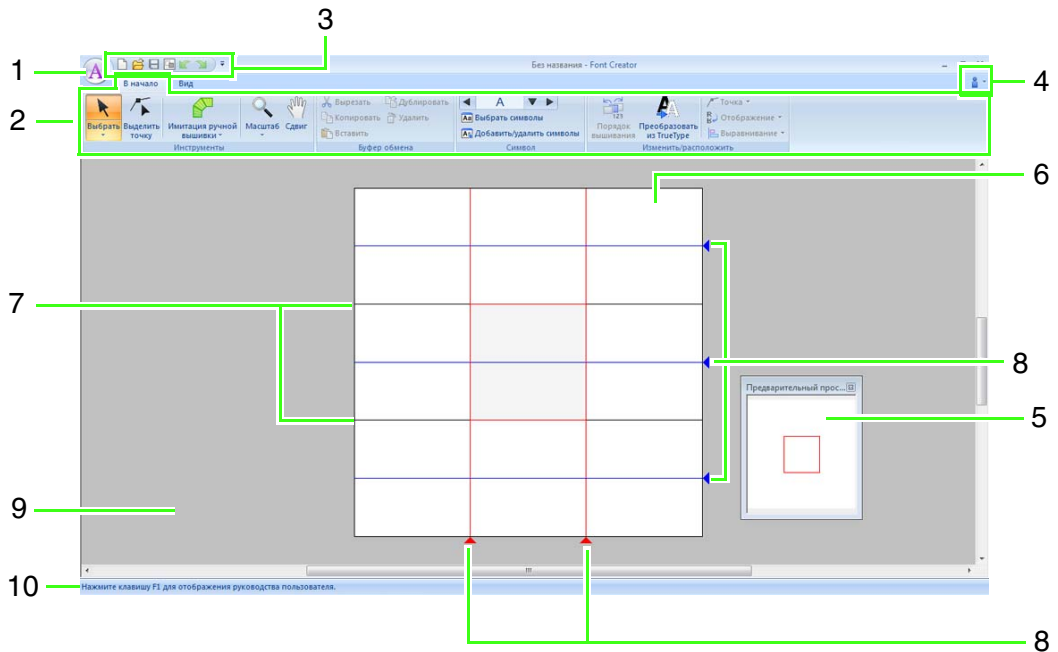 3
Без названия - Font Creator
1
A
4
В начало Вид
2
Выбрать
Выделить точку
Имитация ручной вышивки
Масштаб
Сдвиг
Инструменты
Вырезать Дублировать
Копировать Удалить
Вставить
Буфер обмена
A
Выбрать символы
Добавить/удалить символы
Символ
Порядок вышивания
Преобразовать из TrueType
Точка
Отображение
Выравнивание
Изменить/расположить
6
7
8
Предварительный прос...
5
9
10
Нажмите клавишу F1 для отображения руководства пользователя.
8